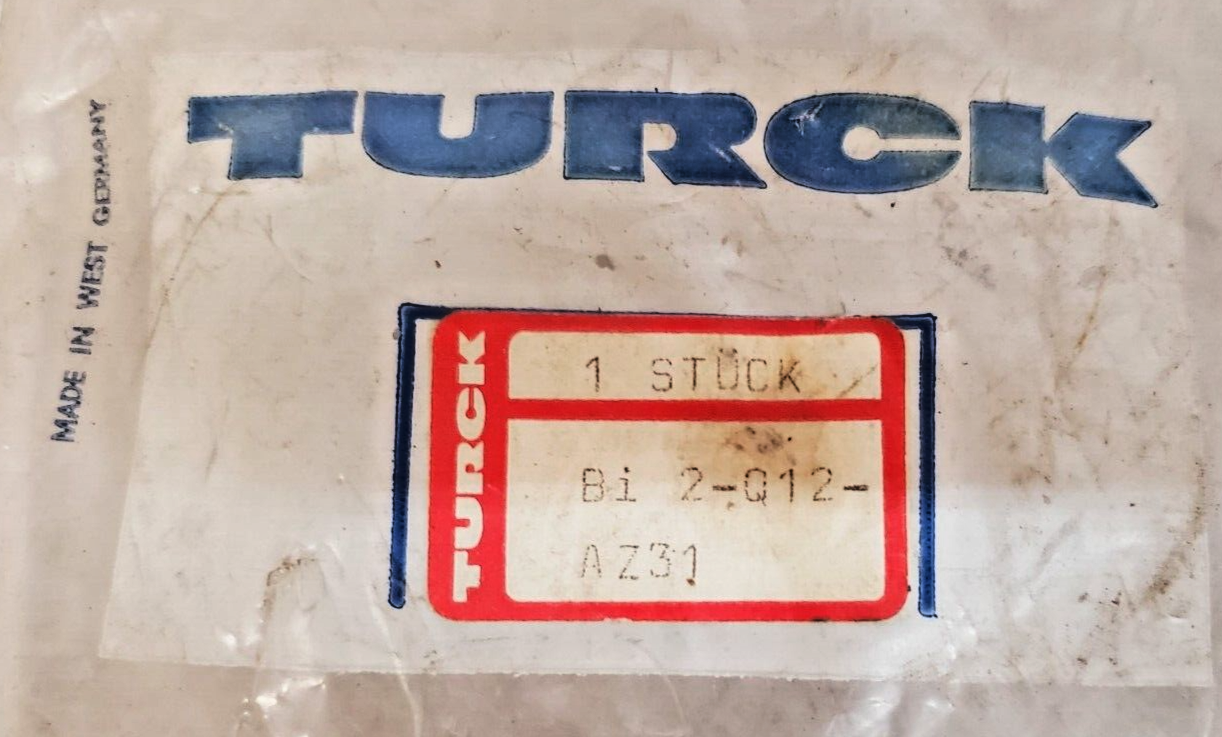 TURCK
MADE IN WEST GERMANY
TURCK
1 STÜCK
Bi 2-Q12-
AZ31